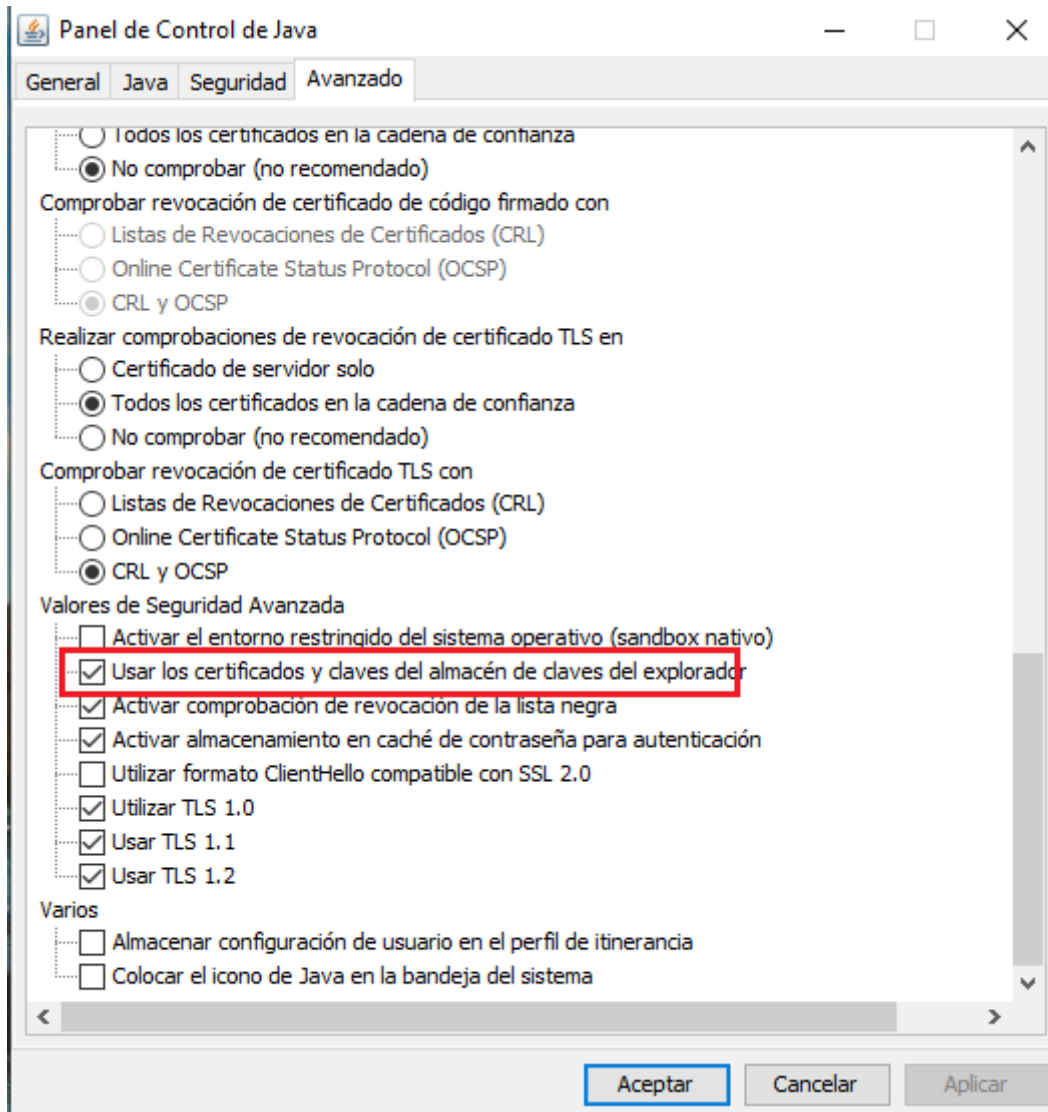 Panel de Control de Java
General Java Seguridad Avanzado
Todos los certificados en la cadena de confianza
No comprobar (no recomendado)
Comprobar revocación de certificado de código firmado con
Listas de Revocaciones de Certificados (CRL)
Online Certificate Status Protocol (OCSP)
CRL y OCSP
Realizar comprobaciones de revocación de certificado TLS en
Certificado de servidor solo
Todos los certificados en la cadena de confianza
No comprobar (no recomendado)
Comprobar revocación de certificado TLS con
Listas de Revocaciones de Certificados (CRL)
Online Certificate Status Protocol (OCSP)
CRL y OCSP
Valores de Seguridad Avanzada
Activar el entorno restringido del sistema operativo (sandbox nativo)
Usar los certificados y claves del almacén de claves del explorador
Activar comprobación de revocación de la lista negra
Activar almacenamiento en caché de contraseña para autenticación
Utilizar formato ClientHello compatible con SSL 2.0
Utilizar TLS 1.0
Usar TLS 1.1
Usar TLS 1.2
Varios
Almacenar configuración de usuario en el perfil de itinerancia
Colocar el icono de Java en la bandeja del sistema
Aceptar Cancelar Aplicar